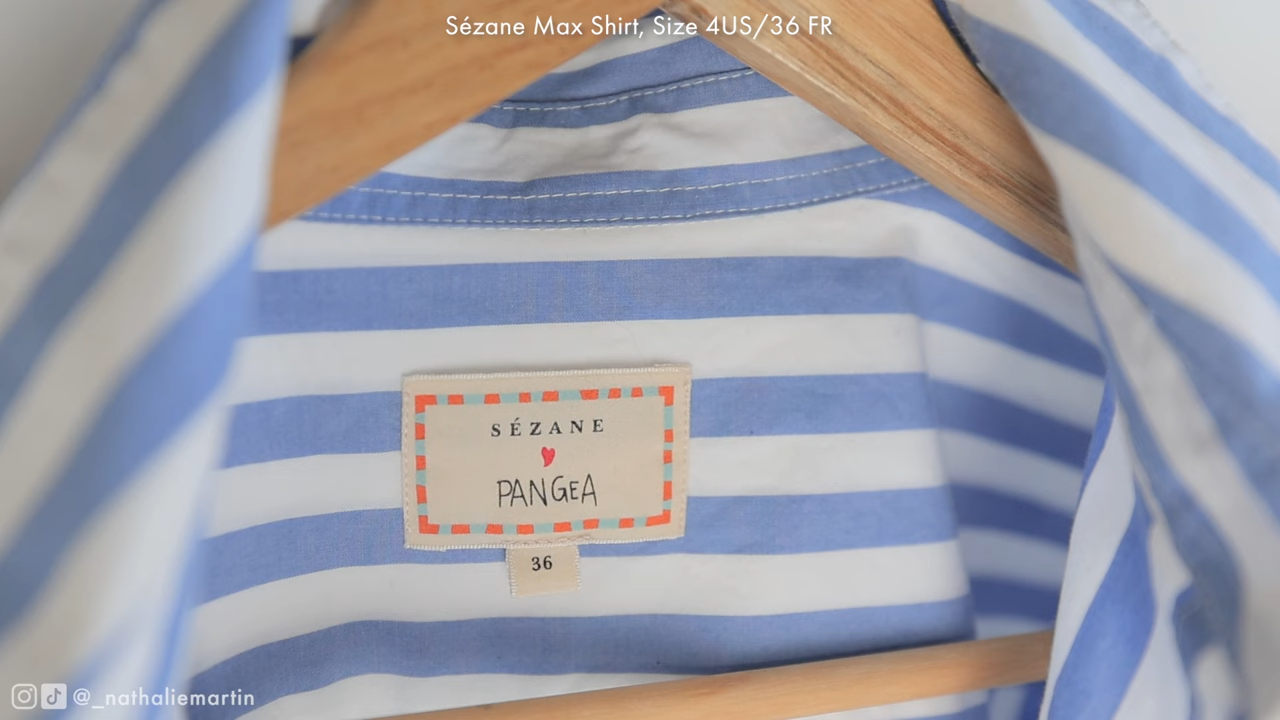 Sézane Max Shirt, Size 4US/36 FR
SÉZANE
PANGEA
36
@_nathaliemartin